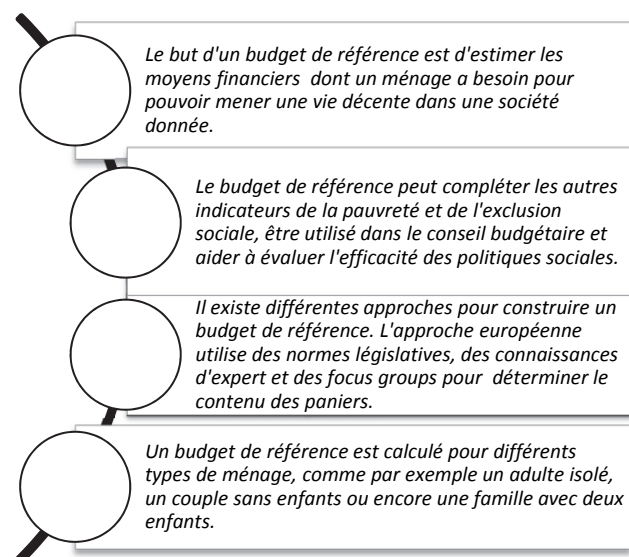 Le but d'un budget de référence est d'estimer les
moyens financiers dont un ménage a besoin pour
pouvoir mener une vie décente dans une société
donnée.
Le budget de référence peut compléter les autres
indicateurs de la pauvreté et de l'exclusion
sociale, être utilisé dans le conseil budgétaire et
aider à évaluer l'efficacité des politiques sociales.
Il existe différentes approches pour construire un
budget de référence. L'approche européenne
utilise des normes législatives, des connaissances
d'expert et des focus groups pour déterminer le
contenu des paniers.
Un budget de référence est calculé pour différents
types de ménage, comme par exemple un adulte isolé,
un couple sans enfants ou encore une famille avec deux
enfants.